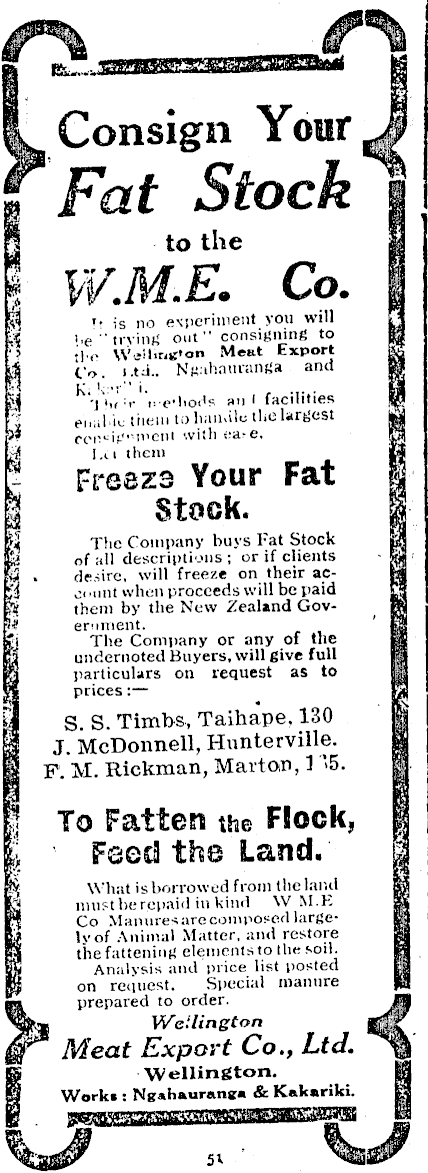 Consign Your
Fat Stock
to the
W.M.E. Co.
It is no experiment you will
be "trying out" consigning to
the Wellington Meat Export
Co. Ltd., Ngahauranga and
Their methods and facilities
enable them to handle the largest
consignment with ease.
Let them
Freeze Your Fat
Stock.
The Company buys Fat Stock
of all descriptions; or if clients
desire, will freeze on their ac-
count when proceeds will be paid
them by the New Zealand Gov-
ernment.
The Company or any of the
undernoted Buyers, will give full
particulars on request as to
prices:—
S. S. Timbs, Taihape, 130
J. McDonnell, Hunterville.
F. M. Rickman, Marton,
To Fatten the Flock,
Feed the Land.
What is borrowed from the land
must be repaid in kind W M.E
Co Manures are composed large-
ly of Animal Matter, and restore
the fattening elements to the soil.
Analysis and price list posted
on request. Special manure
prepared to order.
Wellington
Meat Export Co., Ltd.
Wellington.
Works: Ngahauranga & Kakariki.
51